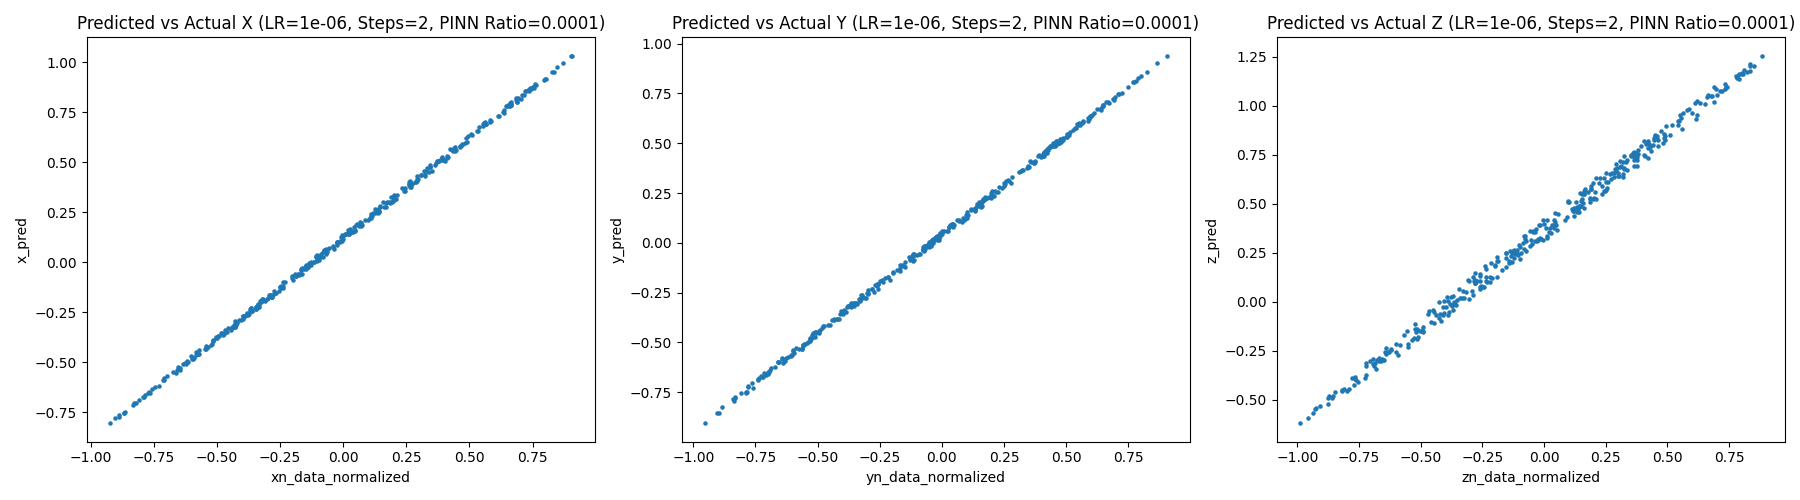 Predicted vs Actual X (LR=1e-06, Steps=2, PINN Ratio=0.0001)
x_pred
1.00
0.75
0.50
0.25
0.00
−0.25
−0.50
−0.75
−1.00 −0.75 −0.50 −0.25 0.00 0.25 0.50 0.75
xn_data_normalized
Predicted vs Actual Y (LR=1e-06, Steps=2, PINN Ratio=0.0001)
y_pred
1.00
0.75
0.50
0.25
0.00
−0.25
−0.50
−0.75
−1.00 −0.75 −0.50 −0.25 0.00 0.25 0.50 0.75
yn_data_normalized
Predicted vs Actual Z (LR=1e-06, Steps=2, PINN Ratio=0.0001)
z_pred
1.25
1.00
0.75
0.50
0.25
0.00
−0.25
−0.50
−1.00 −0.75 −0.50 −0.25 0.00 0.25 0.50 0.75
zn_data_normalized